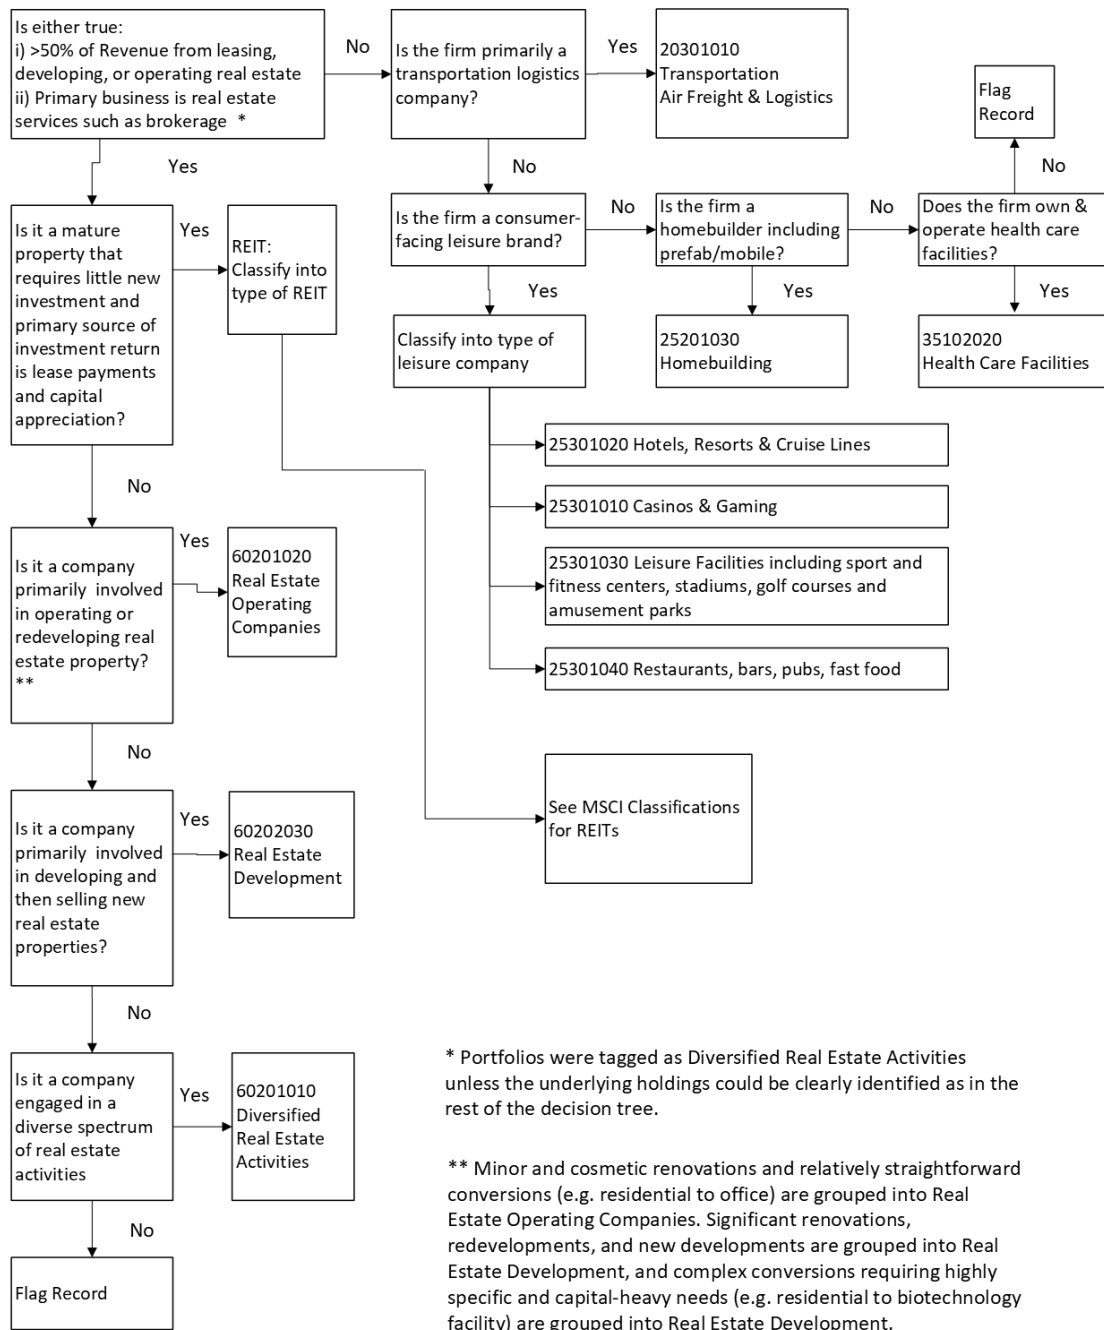 Is either true:
i) >50% of Revenue from leasing,
developing, or operating real estate
ii) Primary business is real estate
services such as brokerage  *
No
Is the firm primarily a
transportation logistics
company?
Yes
20301010
Transportation
Air Freight & Logistics
Flag
Record
No
Yes
No
Is it a mature
property that
requires little new
investment and
primary source of
investment return
is lease payments
and capital
appreciation?
Yes
REIT:
Classify into
type of REIT
Is the firm a consumer-
facing leisure brand?
No
Is the firm a
homebuilder including
prefab/mobile?
No
Does the firm own &
operate health care
facilities?
Yes
Yes
Yes
Classify into type of
leisure company
25201030
Homebuilding
35102020
Health Care Facilities
25301020 Hotels, Resorts & Cruise Lines
25301010 Casinos & Gaming
25301030 Leisure Facilities including sport and
fitness centers, stadiums, golf courses and
amusement parks
25301040 Restaurants, bars, pubs, fast food
No
Is it a company
primarily  involved
in operating or
redeveloping real
estate property?
**
Yes
60201020
Real Estate
Operating
Companies
No
See MSCI Classifications
for REITs
Is it a company
primarily  involved
in developing and
then selling new
real estate
properties?
Yes
60202030
Real Estate
Development
No
Is it a company
engaged in a
diverse spectrum
of real estate
activities
Yes
60201010
Diversified
Real Estate
Activities
No
Flag Record
* Portfolios were tagged as Diversified Real Estate Activities
unless the underlying holdings could be clearly identified as in the
rest of the decision tree.
** Minor and cosmetic renovations and relatively straightforward
conversions (e.g. residential to office) are grouped into Real
Estate Operating Companies. Significant renovations,
redevelopments, and new developments are grouped into Real
Estate Development, and complex conversions requiring highly
specific and capital-heavy needs (e.g. residential to biotechnology
facility) are grouped into Real Estate Development.